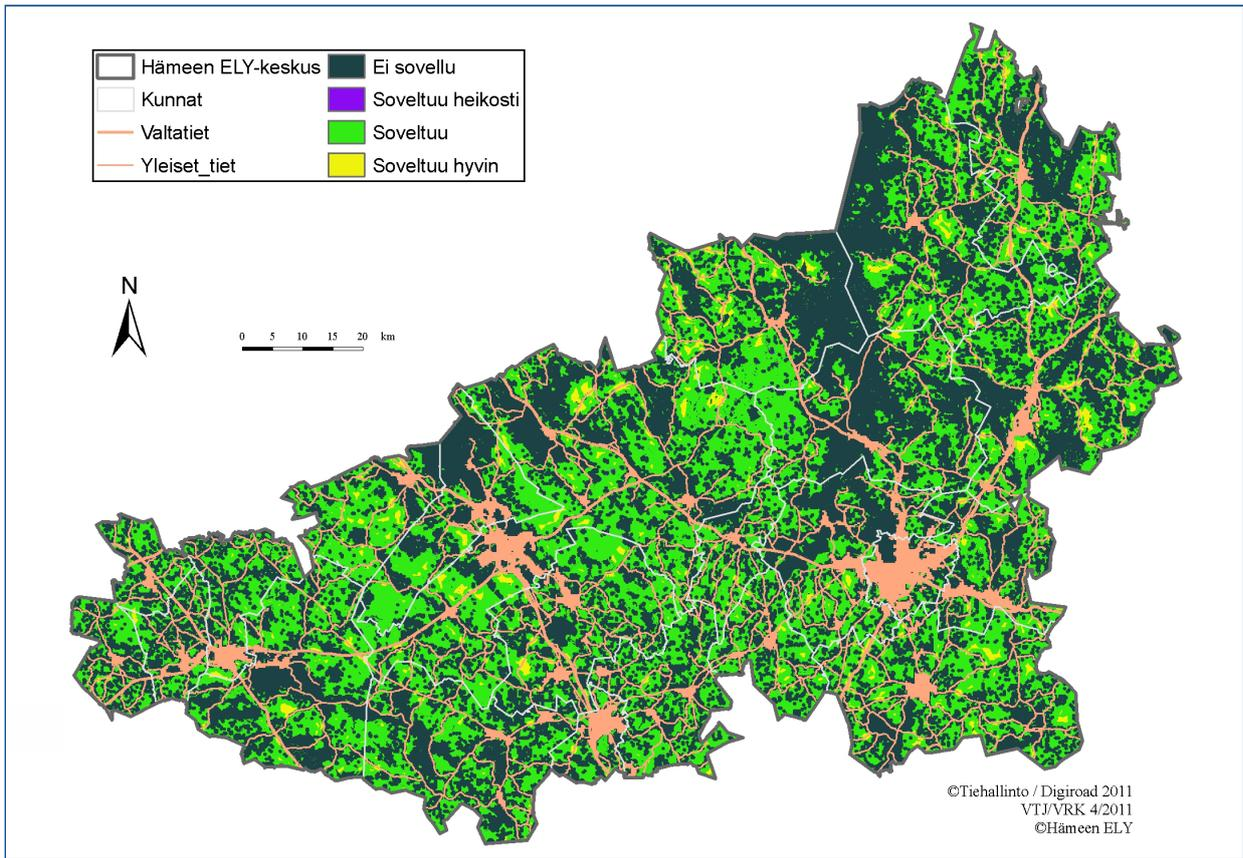 Hämeen ELY-keskus
Kunnat
Valtatiet
Yleiset_tiet
Ei sovellu
Soveltuu heikosti
Soveltuu
Soveltuu hyvin
N
0 5 10 15 20 km
©Tiehallinto / Digiroad 2011
VTJ/VRK 4/2011
©Hämeen ELY